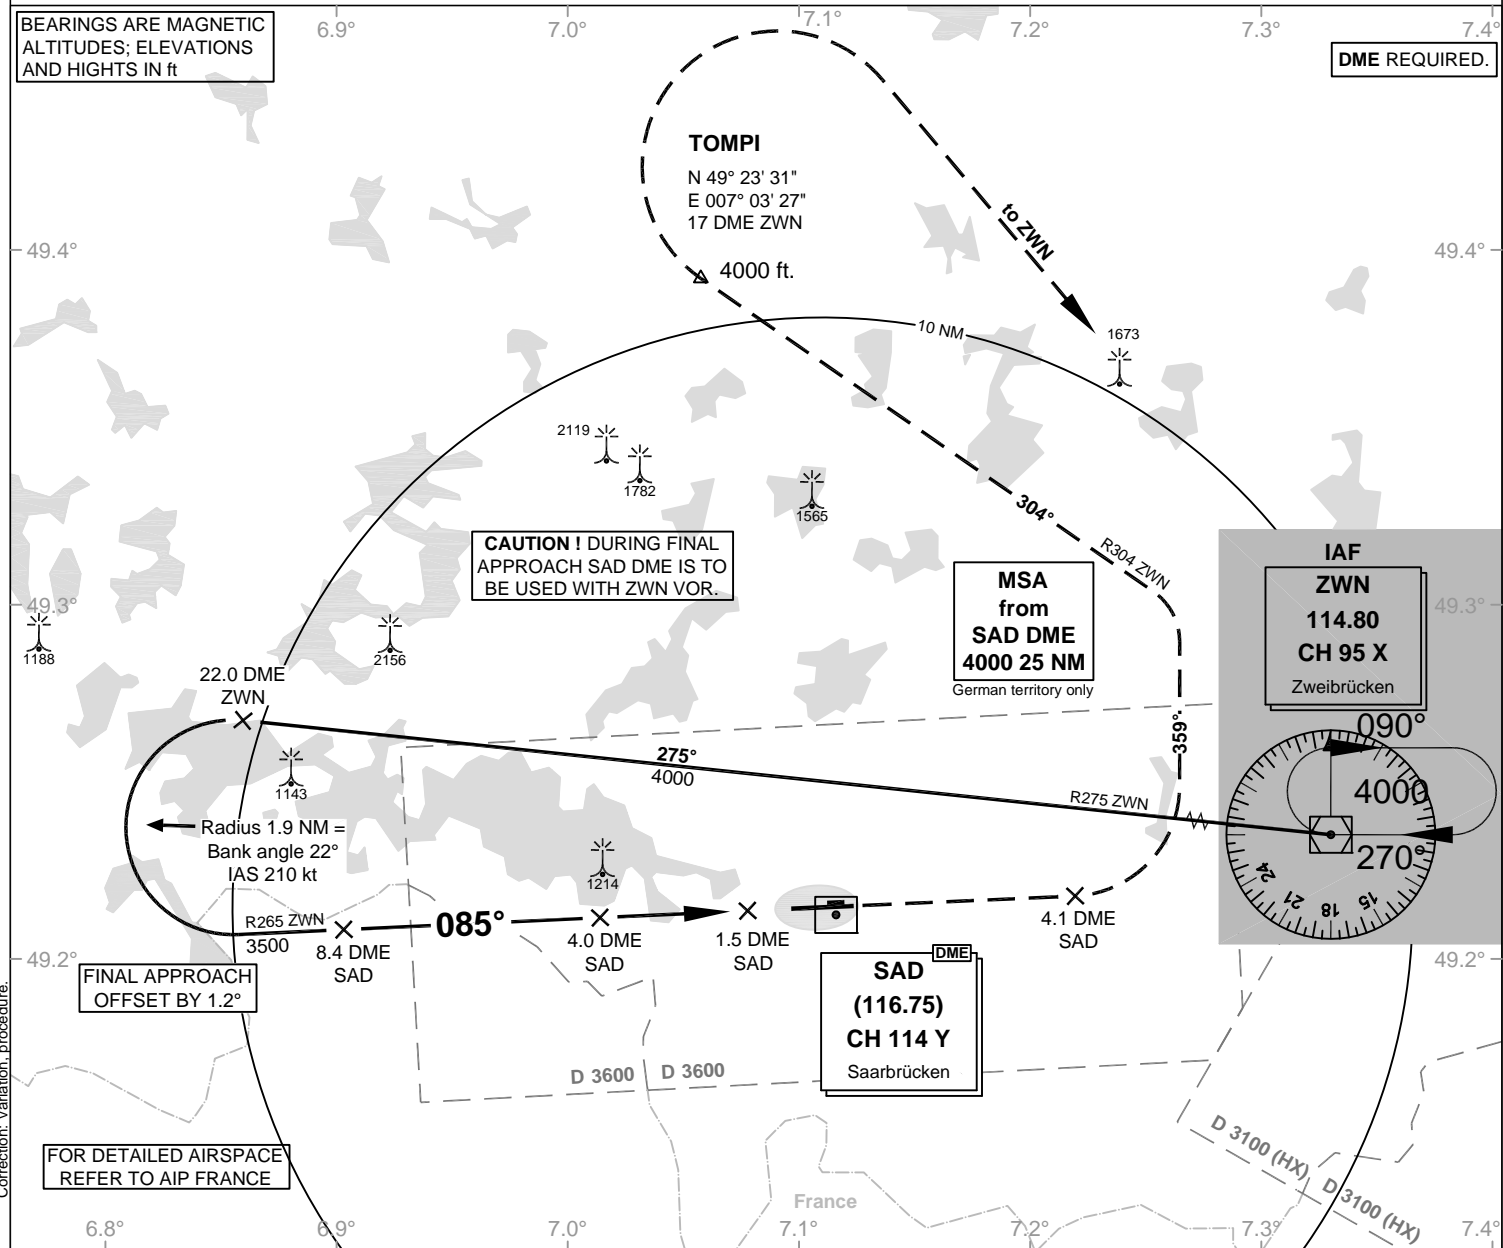 BEARINGS ARE MAGNETIC
ALTITUDES; ELEVATIONS
AND HIGHTS IN ft
6.9°
7.0°
7.1°
7.2°
7.3°
7.4°
DME REQUIRED.
TOMPI
N 49° 23' 31"
E 007° 03' 27"
17 DME ZWN
4000 ft.
to ZWN
49.4°
49.4°
10 NM
1673
2119
1782
1565
304°
R304 ZWN
CAUTION ! DURING FINAL
APPROACH SAD DME IS TO
BE USED WITH ZWN VOR.
MSA
from
SAD DME
4000 25 NM
German territory only
IAF
ZWN
114.80
CH 95 X
Zweibrücken
49.3°
49.3°
1188
2156
22.0 DME
ZWN
275°
4000
359°
090°
4000
270°
24
21
18
15
R275 ZWN
1143
Radius 1.9 NM =
Bank angle 22°
IAS 210 kt
1214
R265 ZWN
3500
085°
8.4 DME
SAD
4.0 DME
SAD
1.5 DME
SAD
4.1 DME
SAD
FINAL APPROACH
OFFSET BY 1.2°
49.2°
49.2°
DME
SAD
(116.75)
CH 114 Y
Saarbrücken
D 3600
D 3600
D 3100 (HX)
D 3100 (HX)
FOR DETAILED AIRSPACE
REFER TO AIP FRANCE
France
Correction: Variation, procedure.
6.8°
6.9°
7.0°
7.1°
7.2°
7.3°
7.4°